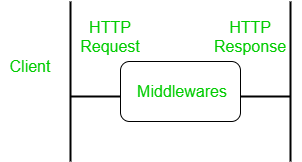 HTTP
Request
HTTP
Response
Client
Middlewares